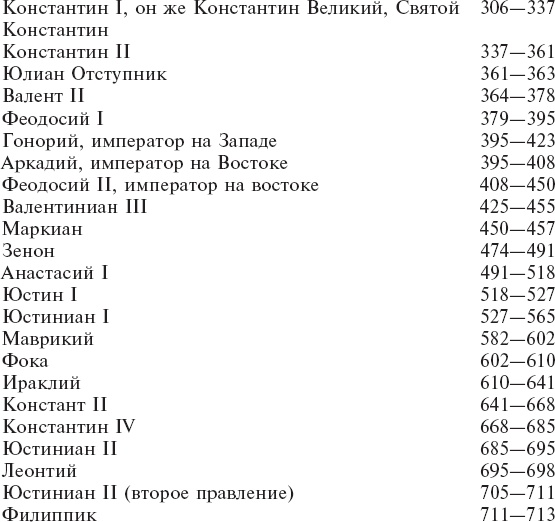 Константин I, он же Константин Великий, Святой 306—337
Константин
Константин II 337—361
Юлиан Отступник 361—363
Валент II 364—378
Феодосий I 379—395
Гонорий, император на Западе 395—423
Аркадий, император на Востоке 395—408
Феодосий II, император на востоке 408—450
Валентиниан III 425—455
Маркиан 450—457
Зенон 474—491
Анастасий I 491—518
Юстин I 518—527
Юстиниан I 527—565
Маврикий 582—602
Фока 602—610
Ираклий 610—641
Констант II 641—668
Константин IV 668—685
Юстиниан II 685—695
Леонтий 695—698
Юстиниан II (второе правление) 705—711
Филиппик 711—713